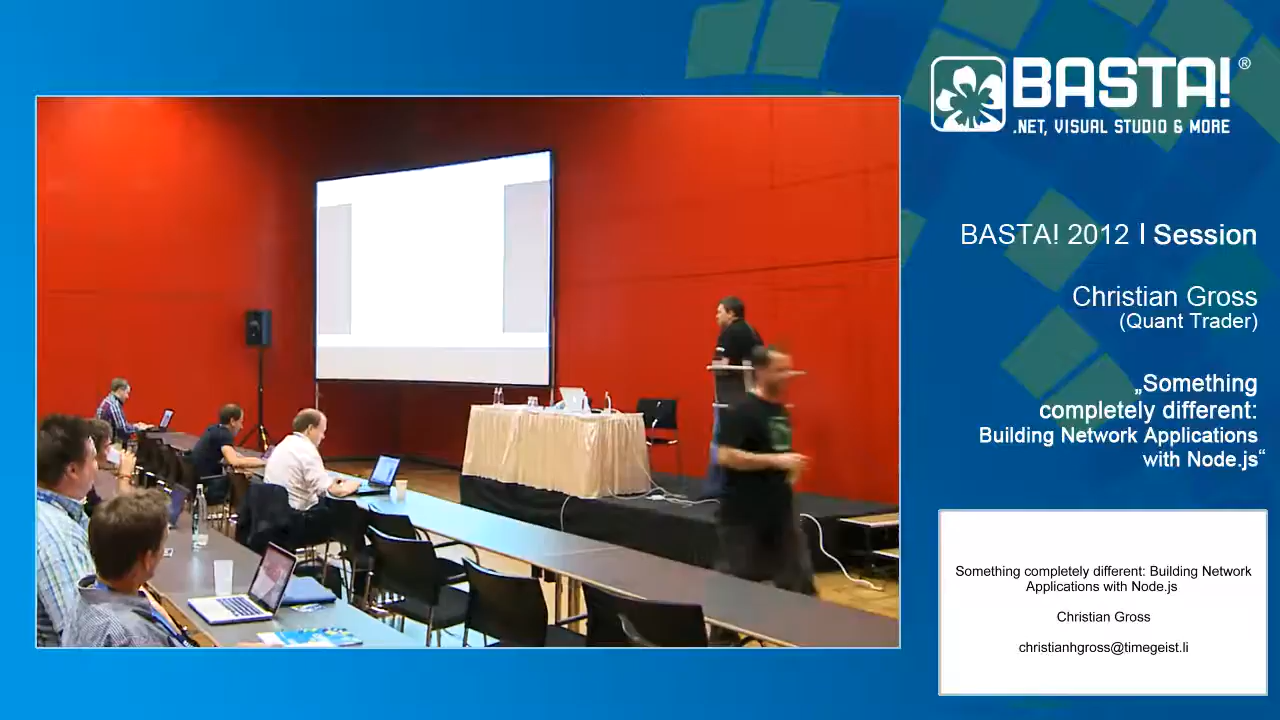 BASTA!®
.NET, VISUAL STUDIO & MORE
BASTA! 2012 | Session
Christian Gross
(Quant Trader)
„Something
completely different:
Building Network Applications
with Node.js“
Something completely different: Building Network
Applications with Node.js
Christian Gross
christianhgross@timegeist.li